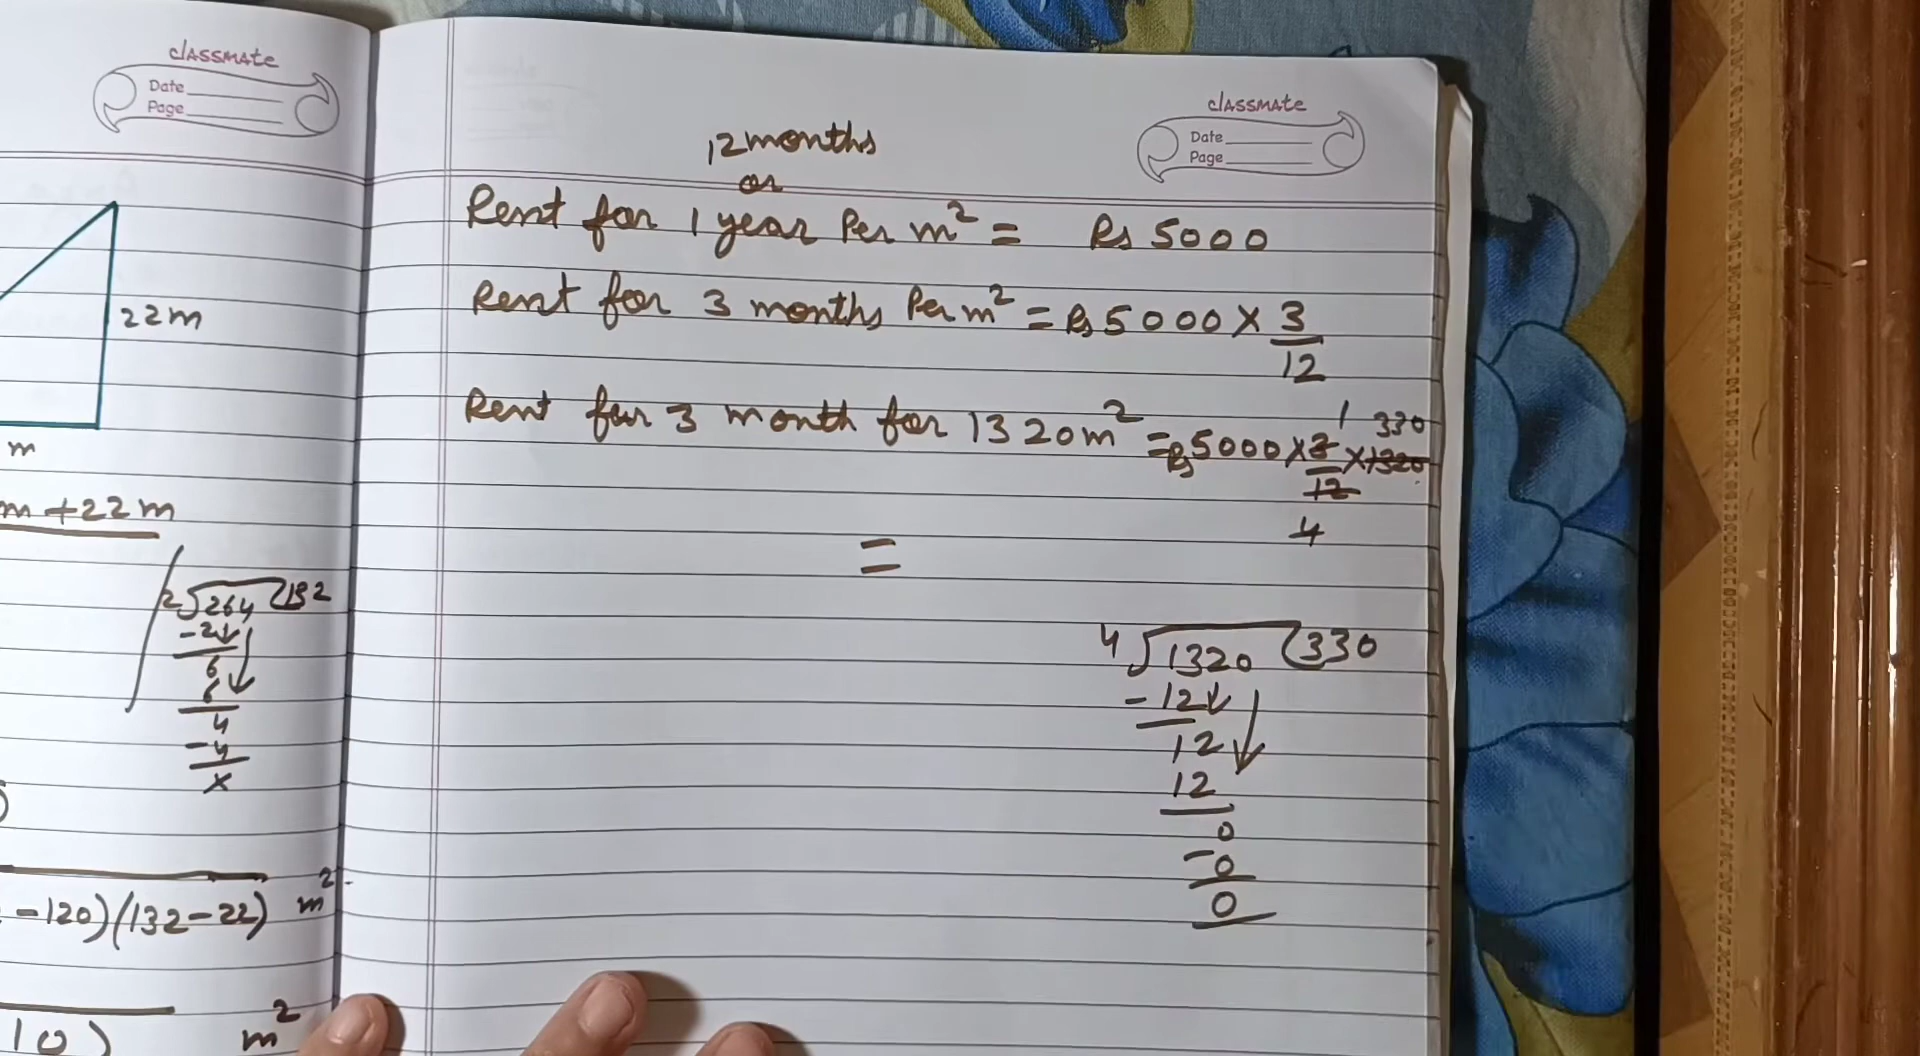 classmate
Date
Page
22m
m
m+22m
2 264 132
-2
6
6
4
-4
x
-120)(132-22) m²
10) m²
classmate
Date
Page
12 months
or
Rent for 1 year Per m² = Rs 5000
Rent for 3 months Per m² = Rs 5000 × 3/12
Rent for 3 month for 1320m² = Rs 5000 × 3/12 × 1320
1 330
4
=
4 1320 330
-12
12
12
0
-0
0